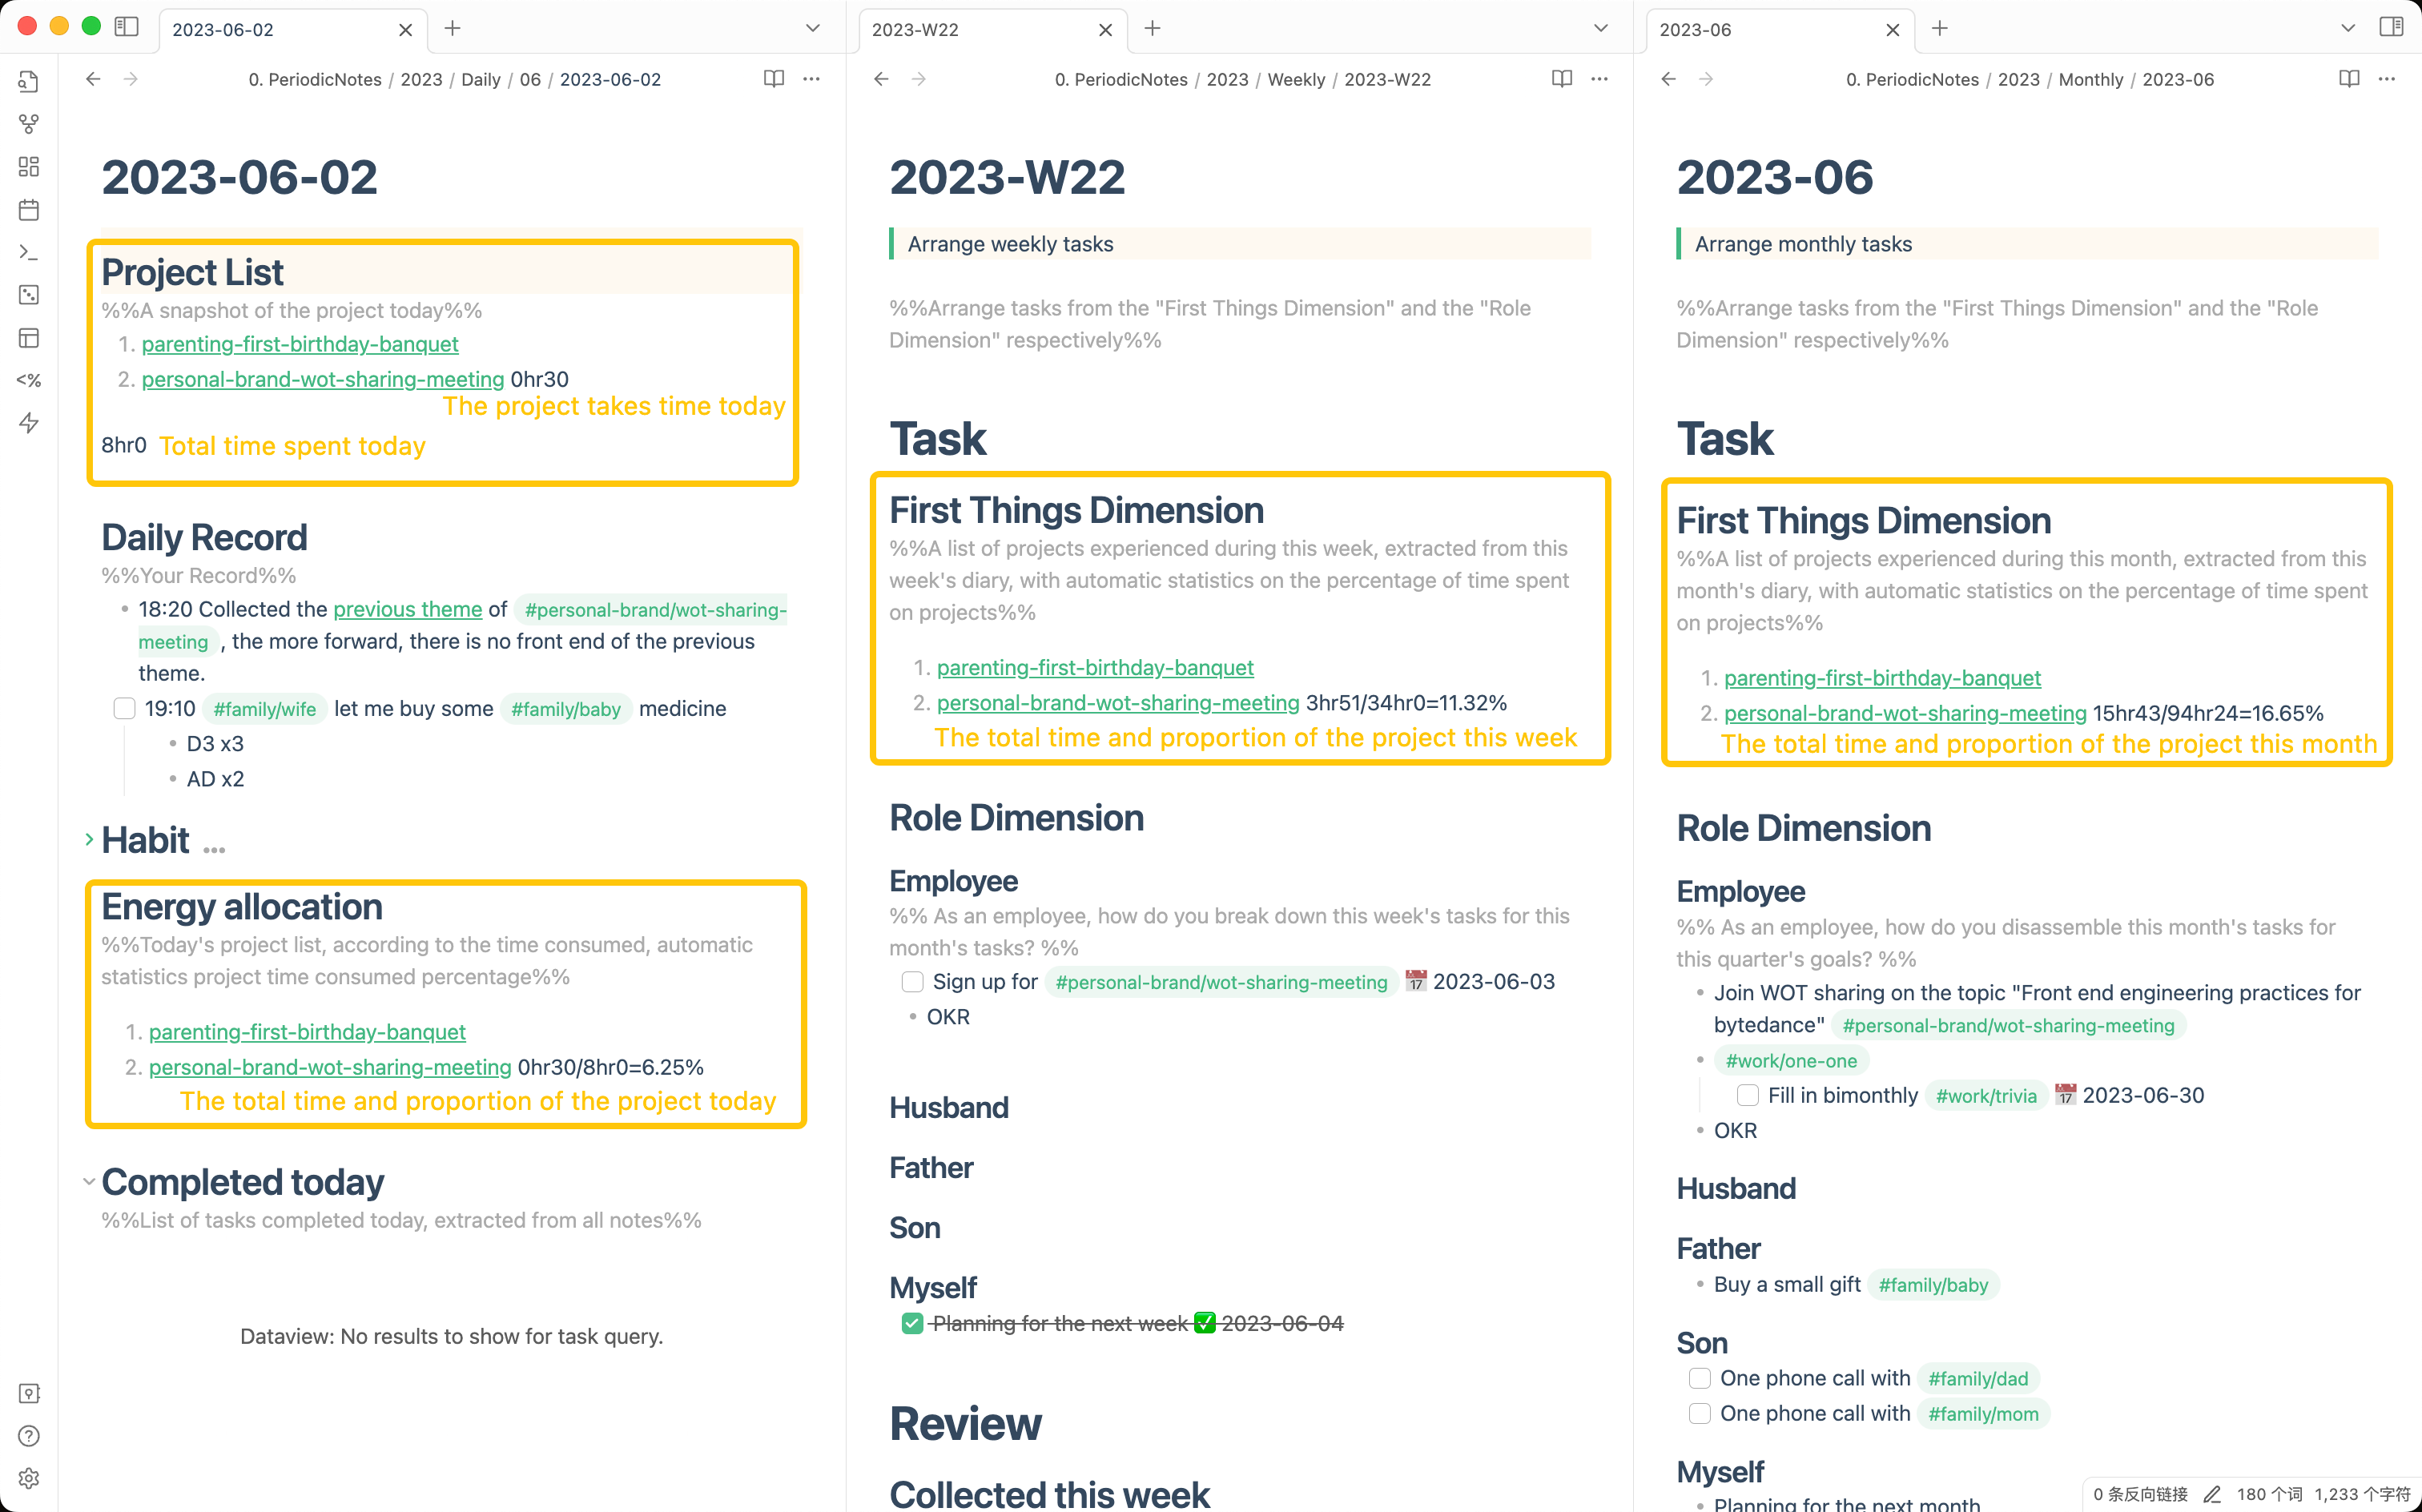 2023-06-02
0. PeriodicNotes / 2023 / Daily / 06 / 2023-06-02
2023-06-02
Project List
%%A snapshot of the project today%%
1. parenting-first-birthday-banquet
2. personal-brand-wot-sharing-meeting 0hr30
The project takes time today
8hr0 Total time spent today
Daily Record
%%Your Record%%
• 18:20 Collected the previous theme of #personal-brand/wot-sharing-
meeting , the more forward, there is no front end of the previous
theme.
19:10 #family/wife let me buy some #family/baby medicine
• D3 x3
• AD x2
Habit ...
Energy allocation
%%Today's project list, according to the time consumed, automatic
statistics project time consumed percentage%%
1. parenting-first-birthday-banquet
2. personal-brand-wot-sharing-meeting 0hr30/8hr0=6.25%
The total time and proportion of the project today
Completed today
%%List of tasks completed today, extracted from all notes%%
Dataview: No results to show for task query.
<%
2023-W22
0. PeriodicNotes / 2023 / Weekly / 2023-W22
2023-W22
Arrange weekly tasks
%%Arrange tasks from the "First Things Dimension" and the "Role
Dimension" respectively%%
Task
First Things Dimension
%%A list of projects experienced during this week, extracted from this
week's diary, with automatic statistics on the percentage of time spent
on projects%%
1. parenting-first-birthday-banquet
2. personal-brand-wot-sharing-meeting 3hr51/34hr0=11.32%
The total time and proportion of the project this week
Role Dimension
Employee
%% As an employee, how do you break down this week's tasks for this
month's tasks? %%
Sign up for #personal-brand/wot-sharing-meeting 📅 2023-06-03
• OKR
Husband
Father
Son
Myself
Planning for the next week ✅ 2023-06-04
Review
Collected this week
2023-06
0. PeriodicNotes / 2023 / Monthly / 2023-06
2023-06
Arrange monthly tasks
%%Arrange tasks from the "First Things Dimension" and the "Role
Dimension" respectively%%
Task
First Things Dimension
%%A list of projects experienced during this month, extracted from this
month's diary, with automatic statistics on the percentage of time spent
on projects%%
1. parenting-first-birthday-banquet
2. personal-brand-wot-sharing-meeting 15hr43/94hr24=16.65%
The total time and proportion of the project this month
Role Dimension
Employee
%% As an employee, how do you disassemble this month's tasks for
this quarter's goals? %%
• Join WOT sharing on the topic "Front end engineering practices for
bytedance" #personal-brand/wot-sharing-meeting
• #work/one-one
Fill in bimonthly #work/trivia 📅 2023-06-30
• OKR
Husband
Father
• Buy a small gift #family/baby
Son
One phone call with #family/dad
One phone call with #family/mom
Myself
• Planning for the next month
0 条反向链接 180 个词 1,233 个字符